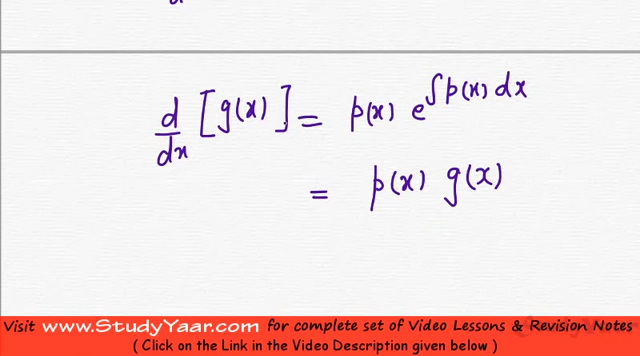 d/dx [g(x)] = p(x) e^∫p(x) dx
= p(x) g(x)
Visit www.StudyYaar.com for complete set of Video Lessons & Revision Notes
( Click on the Link in the Video Description given below )